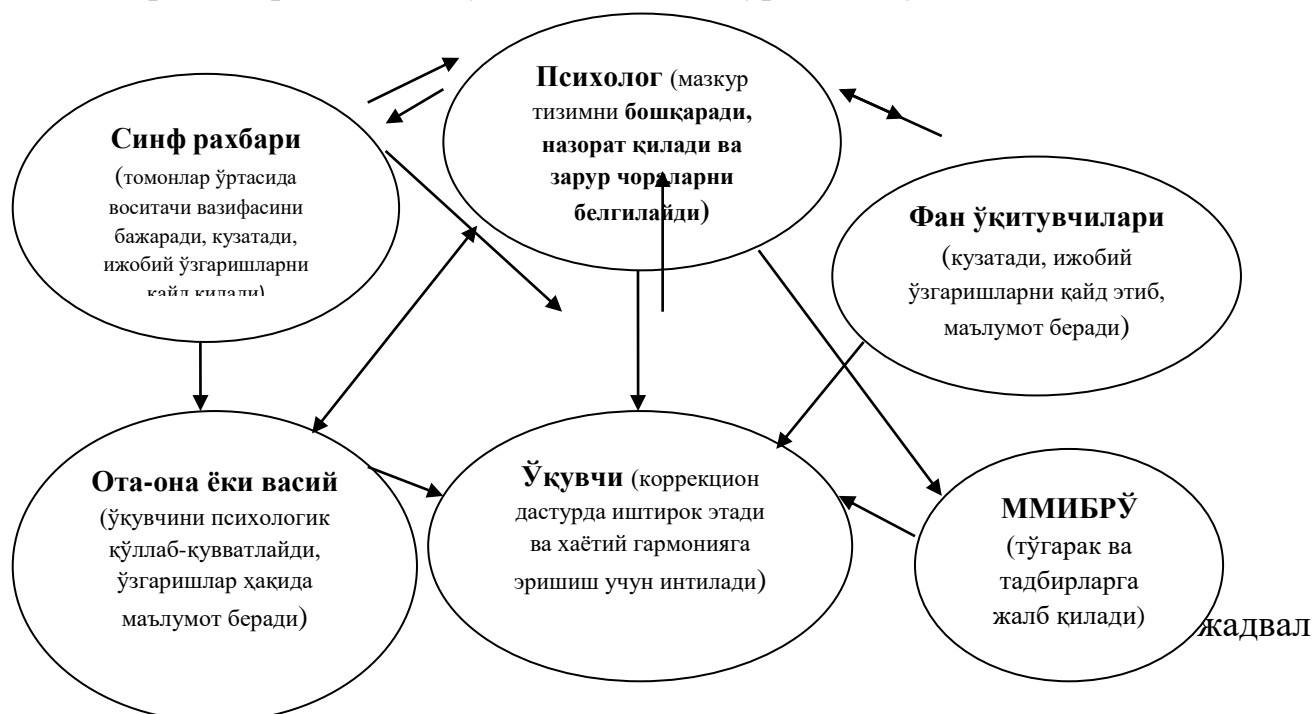 Психолог (мазкур
тизимни бошқаради,
назорат қилади ва
зарур чораларни
белгилайди)
Синф рахбари
(томонлар ўртасида
воситачи вазифасини
бажаради, кузатади,
ижобий ўзгаришларни
қайд қилади)
Фан ўқитувчилари
(кузатади, ижобий
ўзгаришларни қайд этиб,
маълумот беради)
Ота-она ёки васий
(ўқувчини психологик
қўллаб-қувватлайди,
ўзгаришлар ҳақида
маълумот беради)
Ўқувчи (коррекцион
дастурда иштирок этади
ва хаётий гармонияга
эришиш учун интилади)
ММИБРЎ
(тўгарак ва
тадбирларга
жалб қилади)
жадвал